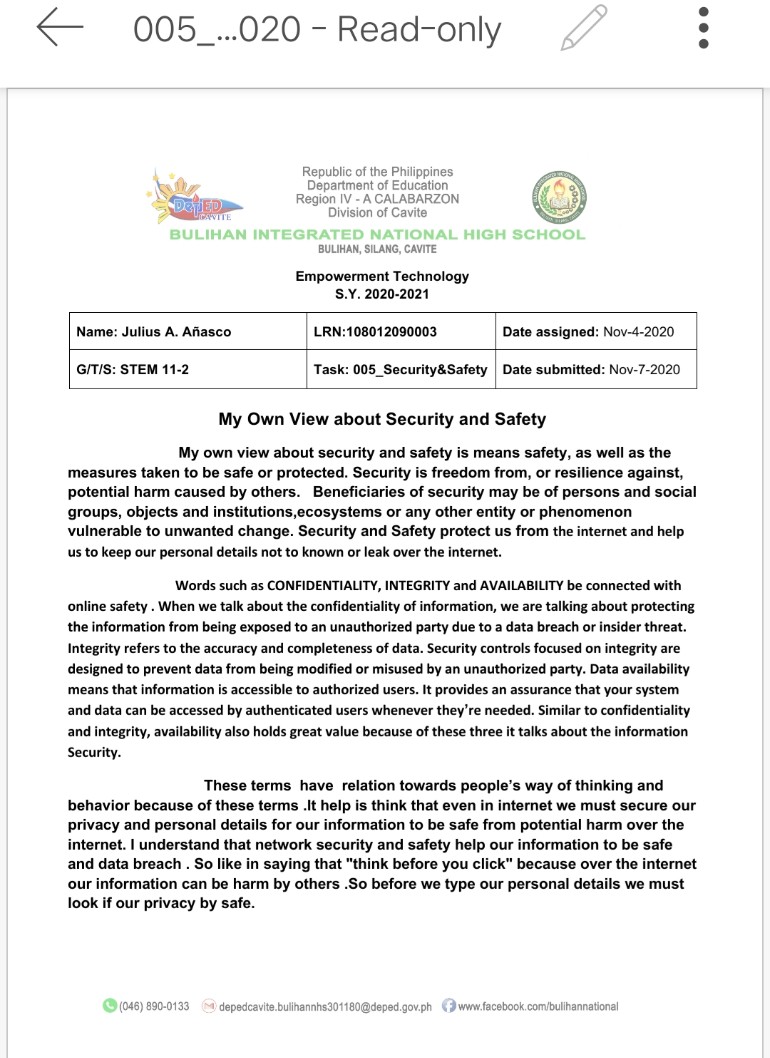 005_...020 – Read-only
Republic of the Philippines
Department of Education
Region IV - A CALABARZON
Division of Cavite
DepED
CAVITE
BULIHAN INTEGRATED NATIONAL HIGH SCHOOL
BULIHAN, SILANG, CAVITE
Empowerment Technology
S.Y. 2020-2021
Name: Julius A. Añasco
LRN:108012090003
Date assigned: Nov-4-2020
G/T/S: STEM 11-2
Task: 005_Security&Safety
Date submitted: Nov-7-2020
My Own View about Security and Safety
My own view about security and safety is means safety, as well as the
measures taken to be safe or protected. Security is freedom from, or resilience against,
potential harm caused by others. Beneficiaries of security may be of persons and social
groups, objects and institutions,ecosystems or any other entity or phenomenon
vulnerable to unwanted change. Security and Safety protect us from the internet and help
us to keep our personal details not to known or leak over the internet.
Words such as CONFIDENTIALITY, INTEGRITY and AVAILABILITY be connected with
online safety . When we talk about the confidentiality of information, we are talking about protecting
the information from being exposed to an unauthorized party due to a data breach or insider threat.
Integrity refers to the accuracy and completeness of data. Security controls focused on integrity are
designed to prevent data from being modified or misused by an unauthorized party. Data availability
means that information is accessible to authorized users. It provides an assurance that your system
and data can be accessed by authenticated users whenever they’re needed. Similar to confidentiality
and integrity, availability also holds great value because of these three it talks about the information
Security.
These terms have relation towards people’s way of thinking and
behavior because of these terms .It help is think that even in internet we must secure our
privacy and personal details for our information to be safe from potential harm over the
internet. I understand that network security and safety help our information to be safe
and data breach . So like in saying that "think before you click" because over the internet
our information can be harm by others .So before we type our personal details we must
look if our privacy by safe.
(046) 890-0133 depedcavite.bulihannhs301180@deped.gov.ph www.facebook.com/bulihannational